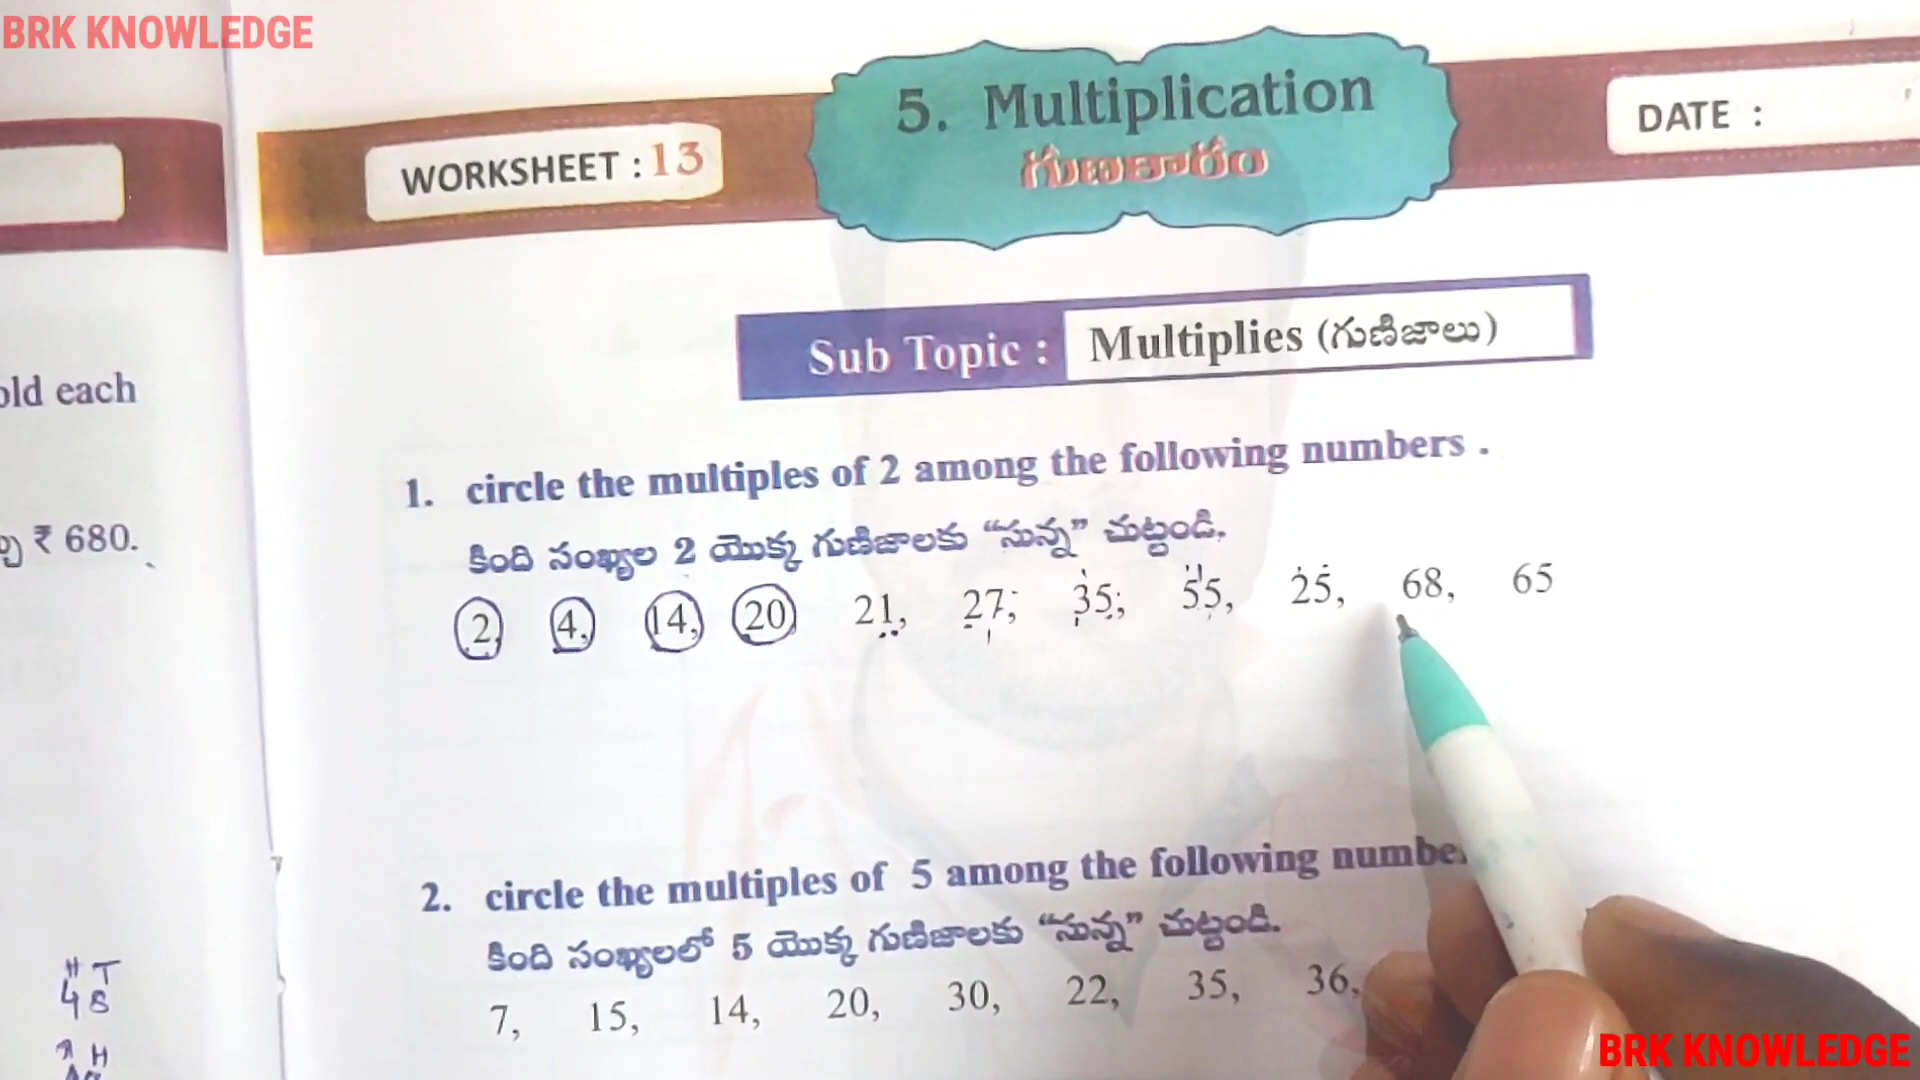 BRK KNOWLEDGE
WORKSHEET : 13
5. Multiplication
గుణకారం
DATE :
Sub Topic : Multiplies (గుణిజాలు)
old each
₹ 680.
1. circle the multiples of 2 among the following numbers .
కింది సంఖ్యల 2 యొక్క గుణిజాలకు “సున్న” చుట్టండి.
2, 4, 14, 20, 21, 27, 35, 55, 25, 68, 65
2. circle the multiples of 5 among the following
కింది సంఖ్యలలో 5 యొక్క గుణిజాలకు “సున్న” చుట్టండి.
7, 15, 14, 20, 30, 22, 35, 36,
H T
4 8
BRK KNOWLEDGE